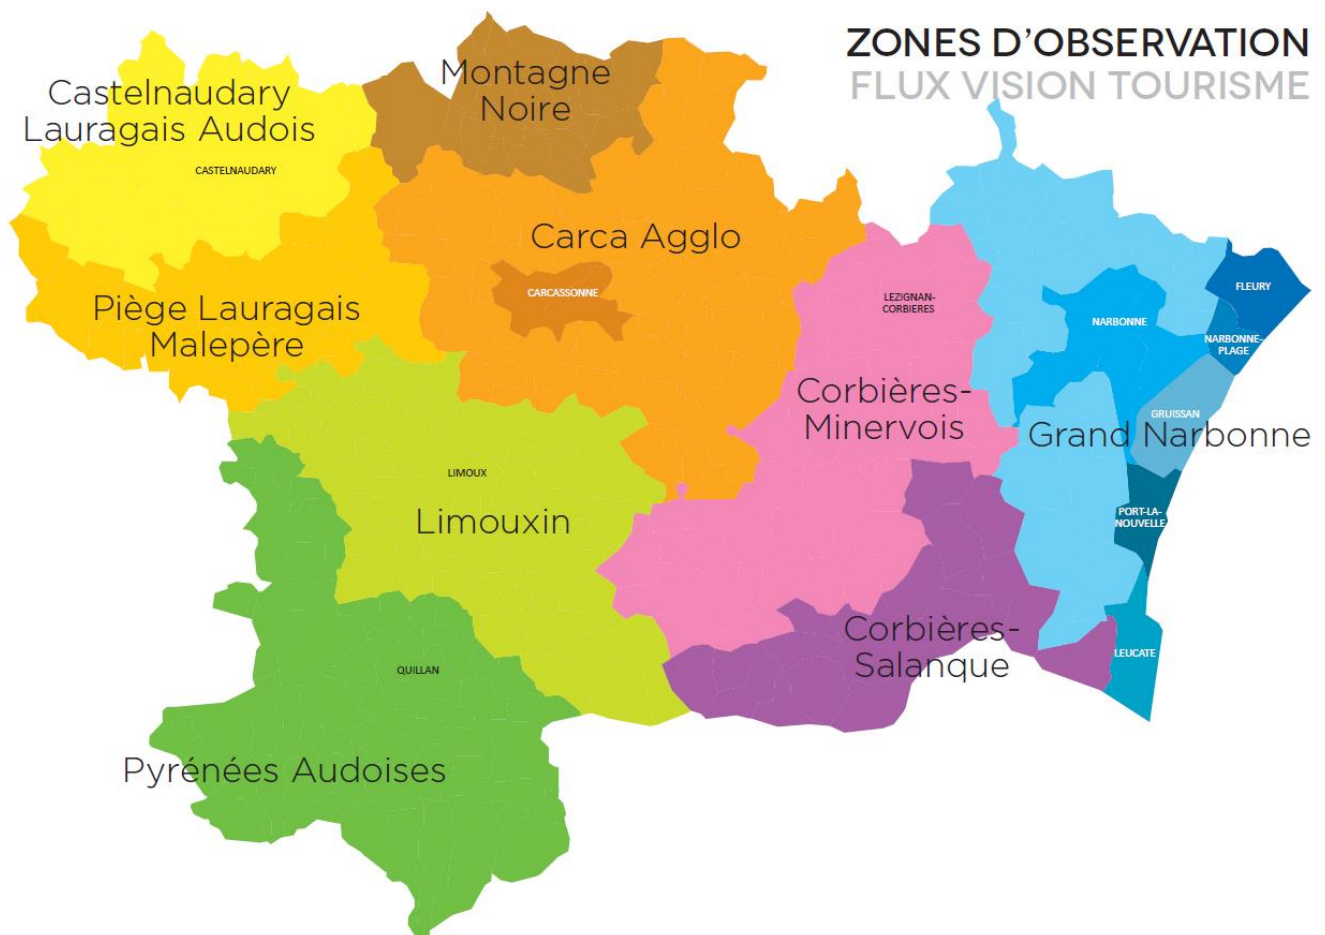 ZONES D'OBSERVATION
FLUX VISION TOURISME
Montagne
Noire
Castelnaudary
Lauragais Audois
CASTELNAUDARY
Carca Agglo
CARCASSONNE
Piège Lauragais
Malepère
LEZIGNAN-
CORBIERES
NARBONNE
FLEURY
NARBONNE-
PLAGE
Corbières-
Minervois
GRUISSAN
Grand Narbonne
LIMOUX
Limouxin
PORT-LA-
NOUVELLE
Corbières-
Salanque
LEUCATE
QUILLAN
Pyrénées Audoises